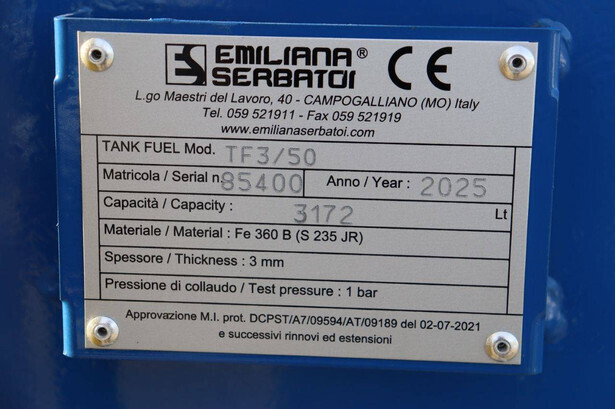 EMILIANA®
SERBATOI
CE
L.go Maestri del Lavoro, 40 - CAMPOGALLIANO (MO) Italy
Tel. 059 521911 - Fax 059 521919
www.emilianaserbatoi.com
TANK FUEL Mod. TF3/50
Matricola / Serial n. 85400 Anno / Year : 2025
Capacità / Capacity : 3172 Lt
Materiale / Material : Fe 360 B (S 235 JR)
Spessore / Thickness : 3 mm
Pressione di collaudo / Test pressure : 1 bar
Approvazione M.I. prot. DCPST/A7/09594/AT/09189 del 02-07-2021
e successivi rinnovi ed estensioni